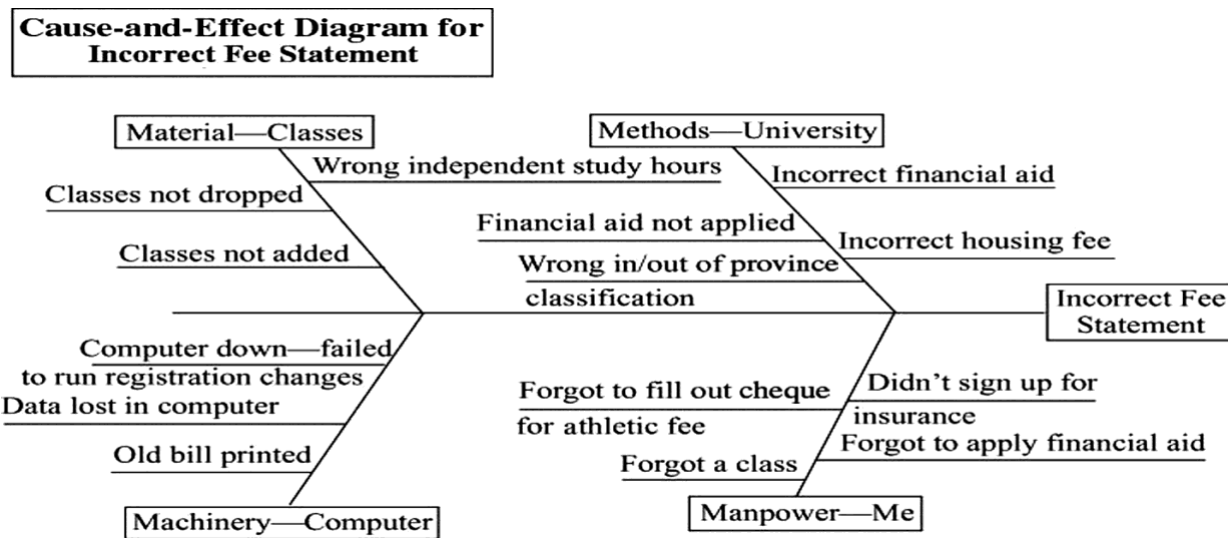 Cause-and-Effect Diagram for
Incorrect Fee Statement
Material—Classes
Methods—University
Wrong independent study hours
Incorrect financial aid
Classes not dropped
Financial aid not applied
Incorrect housing fee
Classes not added
Wrong in/out of province
classification
Incorrect Fee
Statement
Computer down—failed
to run registration changes
Data lost in computer
Old bill printed
Machinery—Computer
Forgot to fill out cheque
for athletic fee
Forgot a class
Didn't sign up for
insurance
Forgot to apply financial aid
Manpower—Me